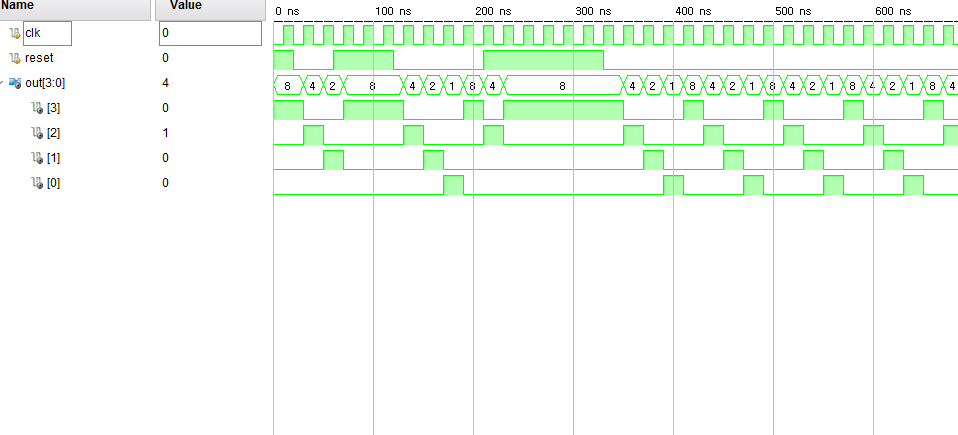 Name Value 0 ns 100 ns 200 ns 300 ns 400 ns 500 ns 600 ns
clk 0
reset 0
out[3:0] 4 8 4 2 8 4 2 1 8 4 8 4 2 1 8 4 2 1 8 4 2 1 8 4 2 1 8 4
[3] 0
[2] 1
[1] 0
[0] 0